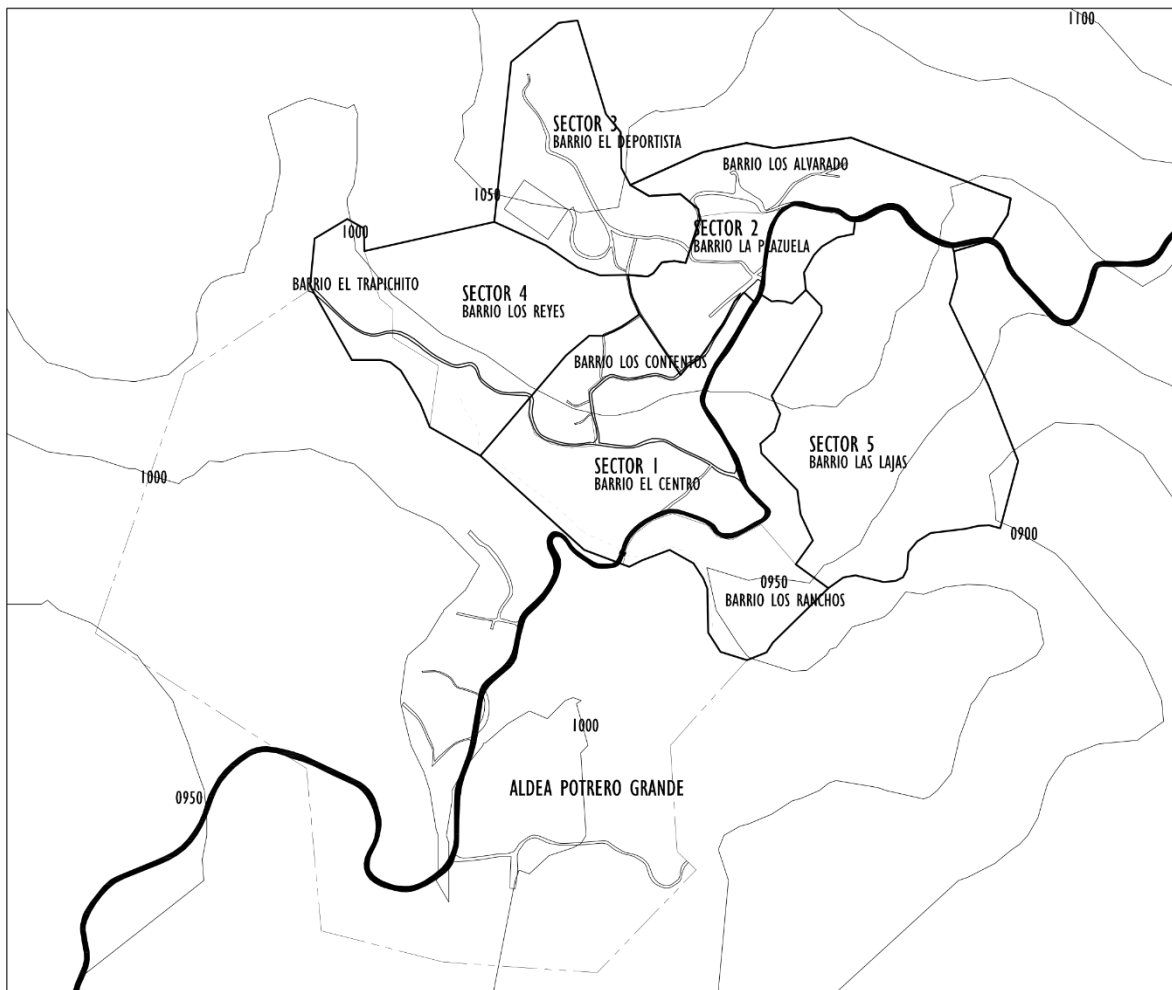 1100
SECTOR 3
BARRIO EL DEPORTISTA
BARRIO LOS ALVARADO
1050
1000
SECTOR 2
BARRIO LA PLAZUELA
BARRIO EL TRAPICHITO
SECTOR 4
BARRIO LOS REYES
BARRIO LOS CONTENTOS
SECTOR 5
BARRIO LAS LAJAS
SECTOR 1
BARRIO EL CENTRO
1000
0900
0950
BARRIO LOS RANCHOS
1000
ALDEA POTRERO GRANDE
0950